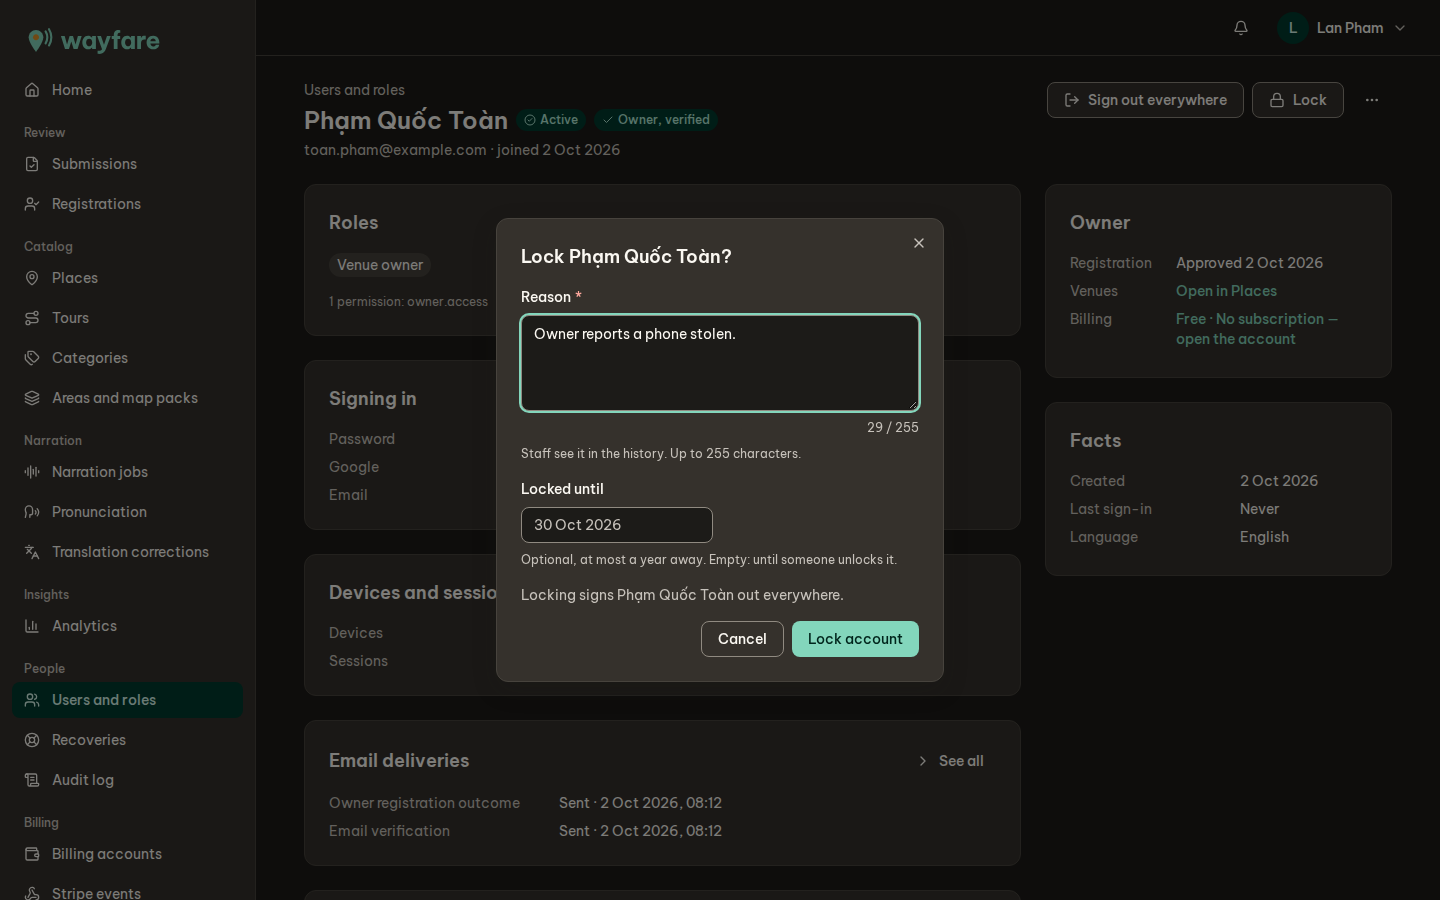 wayfare
Home
Review
Submissions
Registrations
Catalog
Places
Tours
Categories
Areas and map packs
Narration
Narration jobs
Pronunciation
Translation corrections
Insights
Analytics
People
Users and roles
Recoveries
Audit log
Billing
Billing accounts
Stripe events
L
Lan Pham
Users and roles
Phạm Quốc Toàn
Active
Owner, verified
toan.pham@example.com · joined 2 Oct 2026
Sign out everywhere
Lock
Roles
Venue owner
1 permission: owner.access
Signing in
Password
Google
Email
Devices and sessio
Devices
Sessions
Email deliveries
See all
Owner registration outcome
Sent · 2 Oct 2026, 08:12
Email verification
Sent · 2 Oct 2026, 08:12
Owner
Registration
Approved 2 Oct 2026
Venues
Open in Places
Billing
Free · No subscription —
open the account
Facts
Created
2 Oct 2026
Last sign-in
Never
Language
English
Lock Phạm Quốc Toàn?
Reason *
Owner reports a phone stolen.
29 / 255
Staff see it in the history. Up to 255 characters.
Locked until
30 Oct 2026
Optional, at most a year away. Empty: until someone unlocks it.
Locking signs Phạm Quốc Toàn out everywhere.
Cancel
Lock account